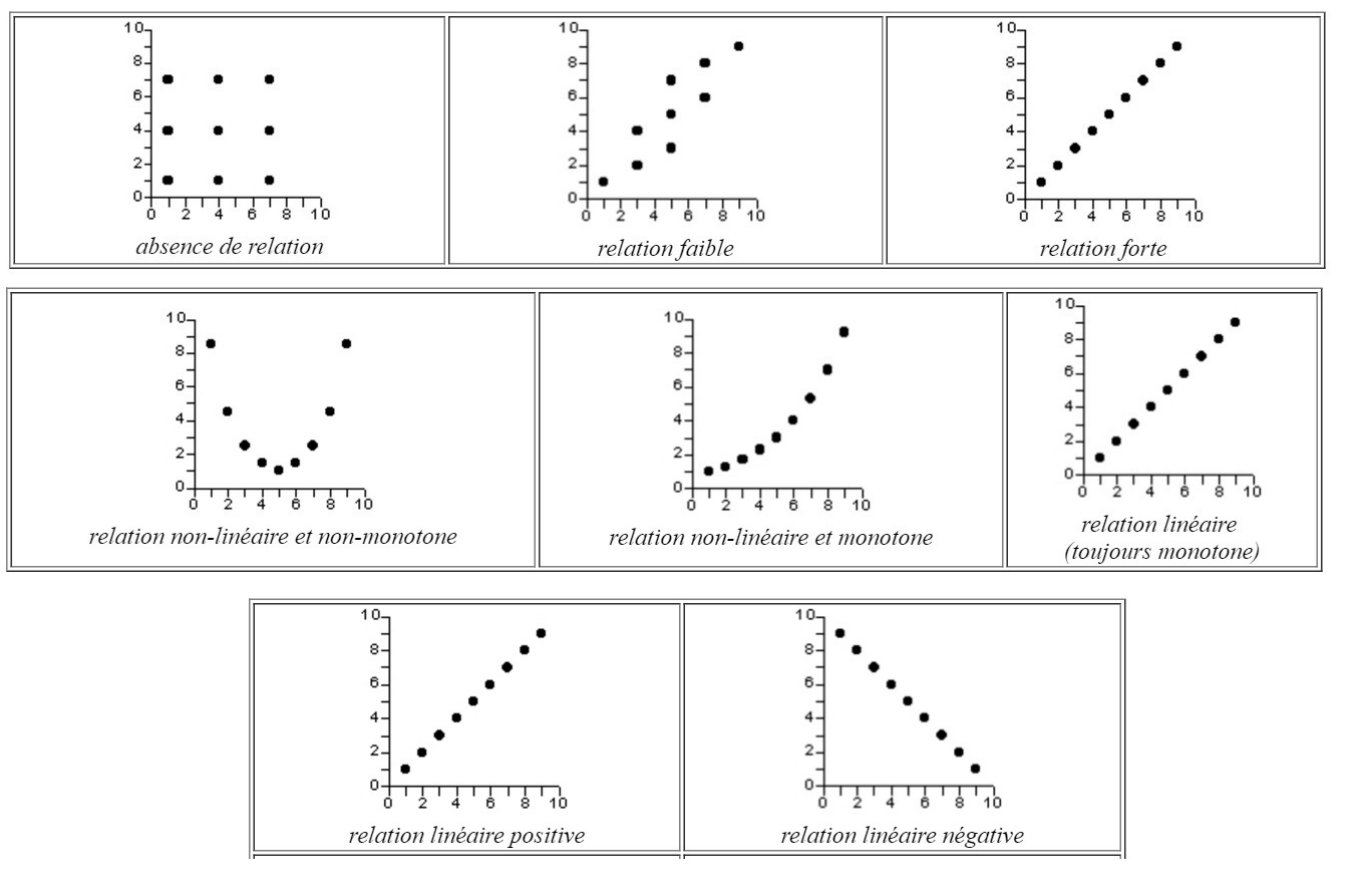 10
8
6
4
2
0
0 2 4 6 8 10
absence de relation
10
8
6
4
2
0
0 2 4 6 8 10
relation faible
10
8
6
4
2
0
0 2 4 6 8 10
relation forte
10
8
6
4
2
0
0 2 4 6 8 10
relation non-linéaire et non-monotone
10
8
6
4
2
0
0 2 4 6 8 10
relation non-linéaire et monotone
10
8
6
4
2
0
0 2 4 6 8 10
relation linéaire
(toujours monotone)
10
8
6
4
2
0
0 2 4 6 8 10
relation linéaire positive
10
8
6
4
2
0
0 2 4 6 8 10
relation linéaire négative